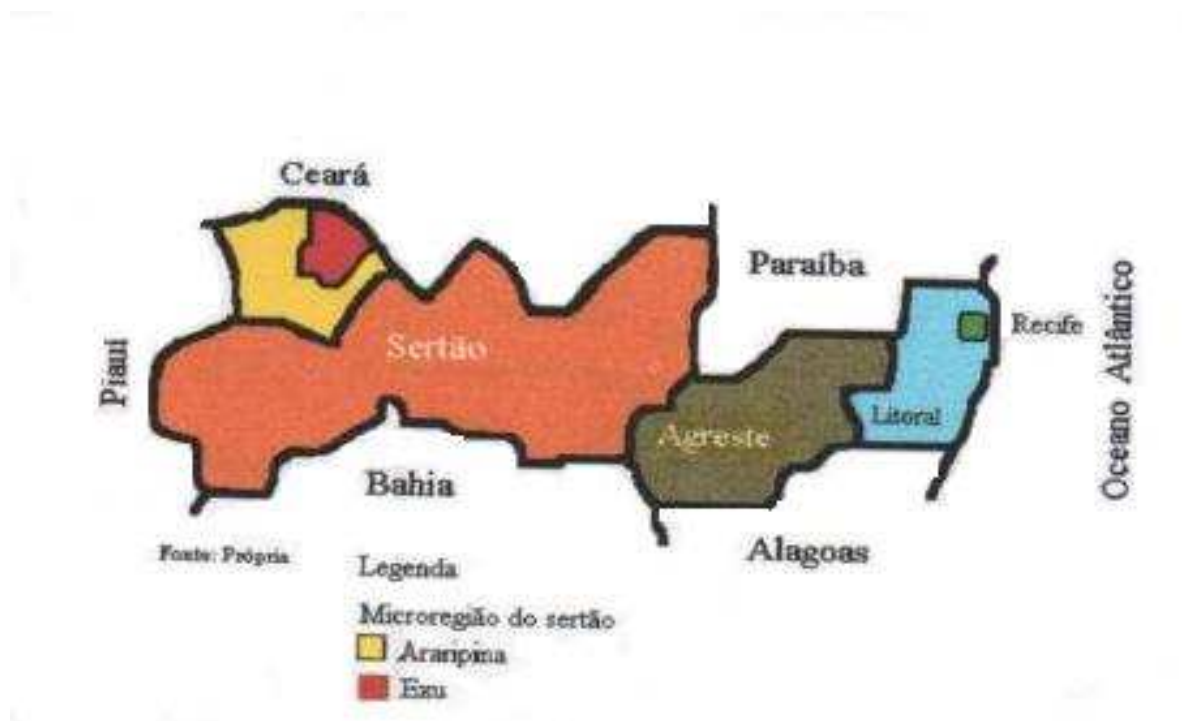 Ceará
Paraíba
Recife
Oceano Atlântico
Piauí
Sertão
Litoral
Agreste
Bahia
Alagoas
Fonte: Própria
Legenda
Microregião do sertão
Araripina
Exu